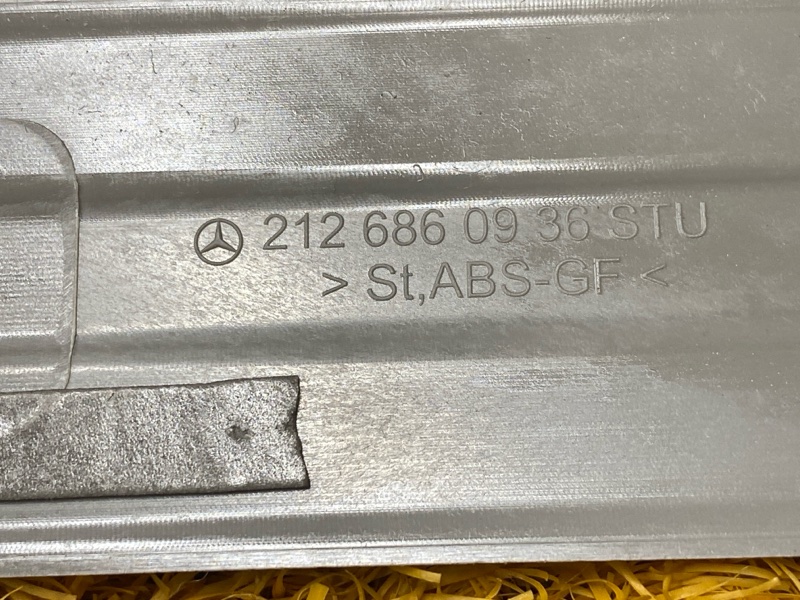 212 686 09 36 STU
> St,ABS-GF <